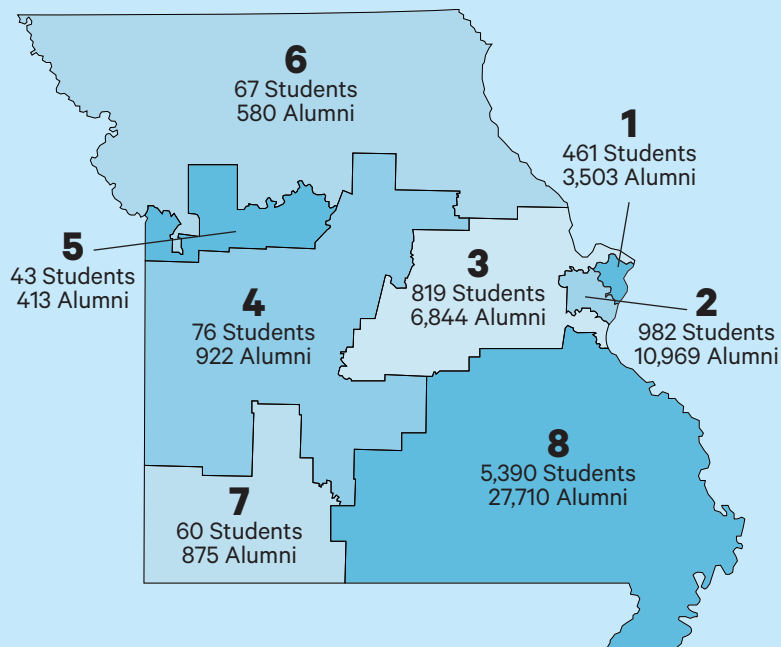 6
67 Students
580 Alumni
1
461 Students
3,503 Alumni
5
43 Students
413 Alumni
4
76 Students
922 Alumni
3
819 Students
6,844 Alumni
2
982 Students
10,969 Alumni
8
5,390 Students
27,710 Alumni
7
60 Students
875 Alumni